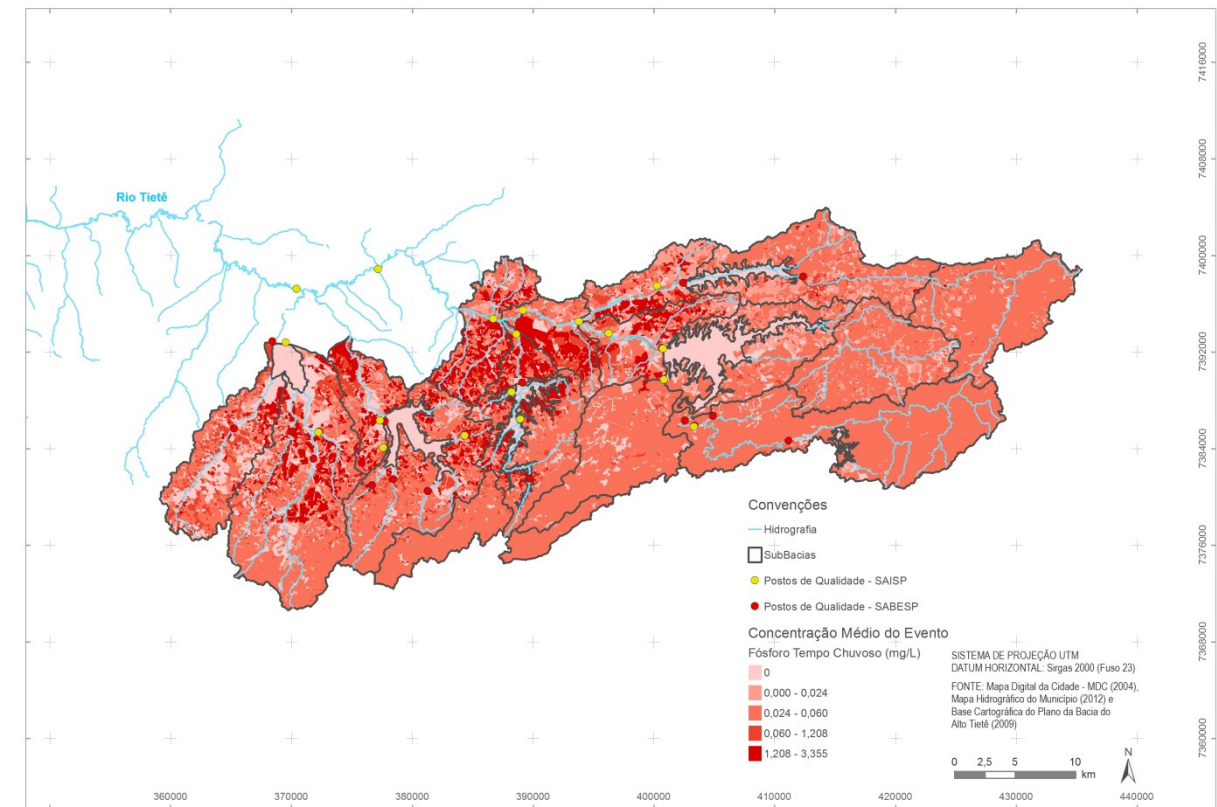 7416000
7408000
Rio Tietê
7400000
7392000
7384000
Convenções
Hidrografia
SubBacias
7376000
Postos de Qualidade - SAISP
Postos de Qualidade - SABESP
Concentração Médio do Evento
Fósforo Tempo Chuvoso (mg/L)
0
0,000 - 0,024
0,024 - 0,060
0,060 - 1,208
1,208 - 3,355
SISTEMA DE PROJEÇÃO UTM
DATUM HORIZONTAL: Sirgas 2000 (Fuso 23)
FONTE: Mapa Digital da Cidade - MDC (2004),
Mapa Hidrográfico do Município (2012) e
Base Cartográfica do Plano da Bacia do
Alto Tietê (2009)
7368000
7360000
0 2,5 5 10
km
N
360000 370000 380000 390000 400000 410000 420000 430000 440000